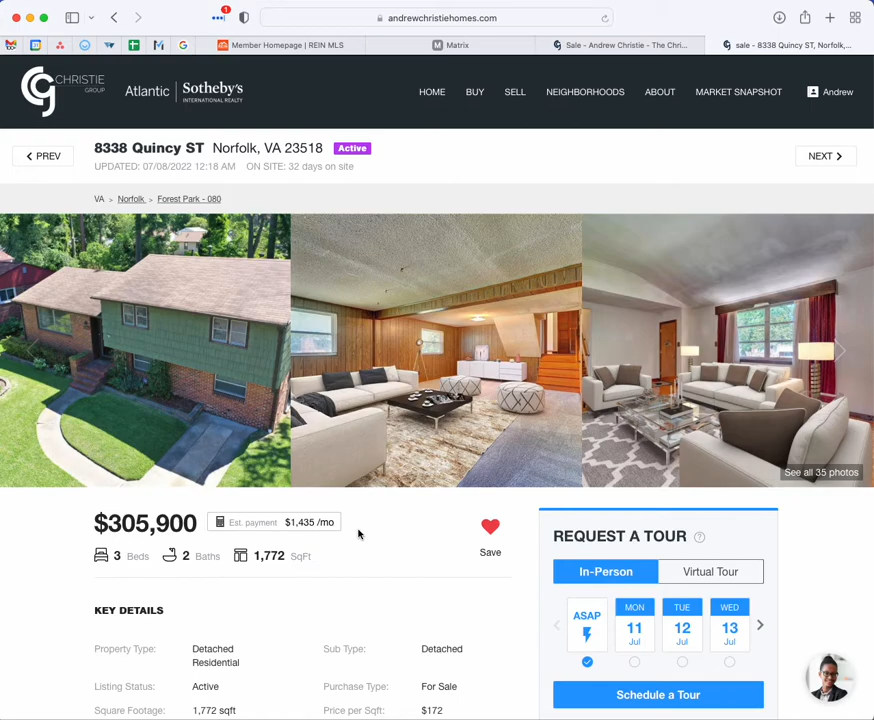 1
andrewchristiehomes.com
Member Homepage | REIN MLS
M Matrix
Sale - Andrew Christie - The Chri...
sale - 8338 Quincy ST, Norfolk,...
CHRISTIE
GROUP
Atlantic | Sotheby's
INTERNATIONAL REALTY
HOME
BUY
SELL
NEIGHBORHOODS
ABOUT
MARKET SNAPSHOT
Andrew
PREV
8338 Quincy ST Norfolk, VA 23518 Active
UPDATED: 07/08/2022 12:18 AM ON SITE: 32 days on site
NEXT
VA > Norfolk > Forest Park - 080
See all 35 photos
$305,900 Est. payment $1,435 /mo
3 Beds 2 Baths 1,772 SqFt
Save
KEY DETAILS
Property Type: Detached Residential
Sub Type: Detached
Listing Status: Active
Purchase Type: For Sale
Square Footage: 1,772 sqft
Price per Sqft: $172
REQUEST A TOUR ?
In-Person
Virtual Tour
ASAP
MON
11
Jul
TUE
12
Jul
WED
13
Jul
Schedule a Tour